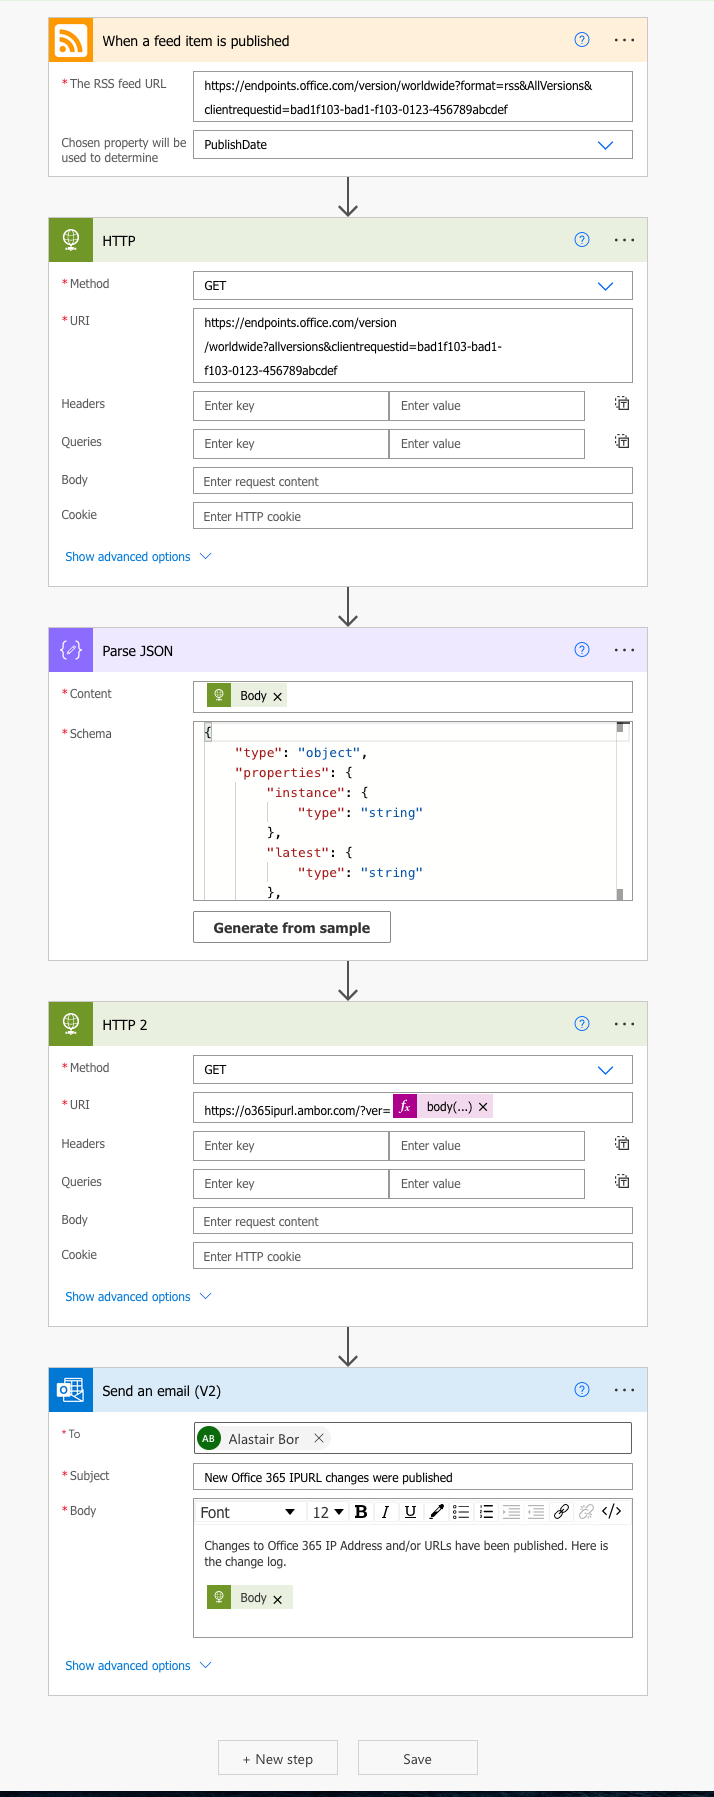 When a feed item is published
* The RSS feed URL
https://endpoints.office.com/version/worldwide?format=rss&AllVersions&
clientrequestid=bad1f103-bad1-f103-0123-456789abcdef
Chosen property will be
used to determine
PublishDate
HTTP
* Method
GET
* URI
https://endpoints.office.com/version
/worldwide?allversions&clientrequestid=bad1f103-bad1-
f103-0123-456789abcdef
Headers
Enter key
Enter value
Queries
Enter key
Enter value
Body
Enter request content
Cookie
Enter HTTP cookie
Show advanced options
Parse JSON
* Content
Body
* Schema
{
"type": "object",
"properties": {
"instance": {
"type": "string"
},
"latest": {
"type": "string"
},
Generate from sample
HTTP 2
* Method
GET
* URI
https://o365ipurl.ambor.com/?ver= fx body(...)
Headers
Enter key
Enter value
Queries
Enter key
Enter value
Body
Enter request content
Cookie
Enter HTTP cookie
Show advanced options
Send an email (V2)
* To
AB Alastair Bor
* Subject
New Office 365 IPURL changes were published
* Body
Font 12 B I U </>
Changes to Office 365 IP Address and/or URLs have been published. Here is
the change log.
Body
Show advanced options
+ New step
Save